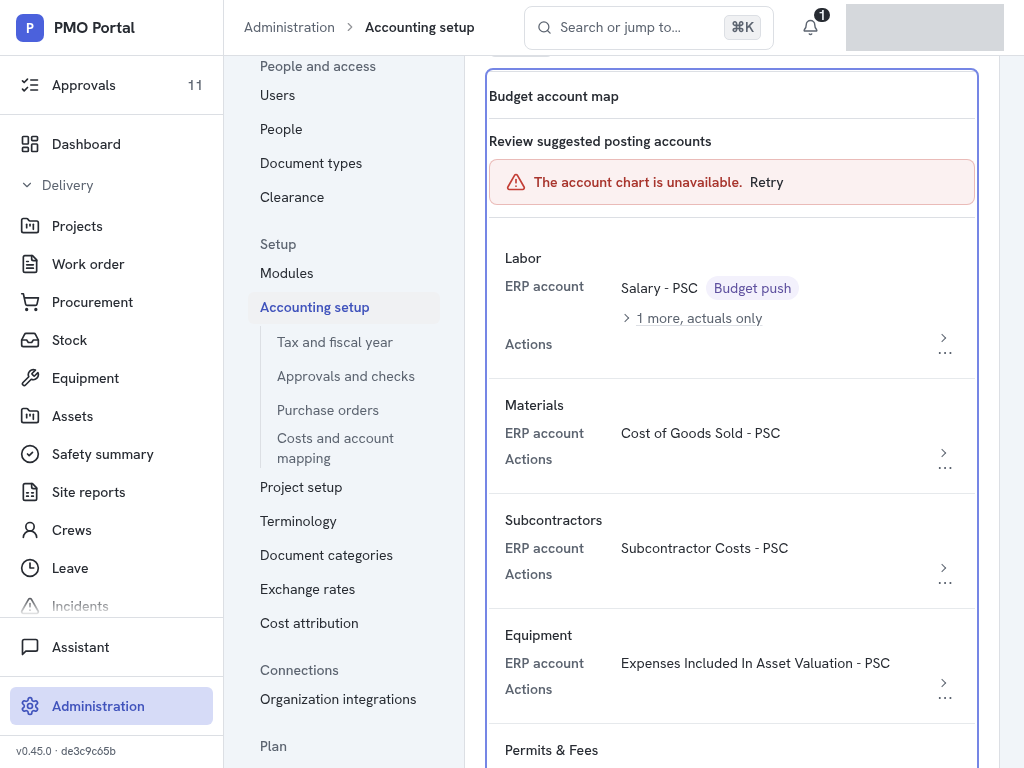 P
PMO Portal
Administration > Accounting setup
Search or jump to... ⌘K
1
Approvals 11
Dashboard
Delivery
Projects
Work order
Procurement
Stock
Equipment
Assets
Safety summary
Site reports
Crews
Leave
Incidents
Assistant
Administration
v0.45.0 · de3c9c65b
People and access
Users
People
Document types
Clearance
Setup
Modules
Accounting setup
Tax and fiscal year
Approvals and checks
Purchase orders
Costs and account
mapping
Project setup
Terminology
Document categories
Exchange rates
Cost attribution
Connections
Organization integrations
Plan
Budget account map
Review suggested posting accounts
The account chart is unavailable. Retry
Labor
ERP account Salary - PSC Budget push
1 more, actuals only
Actions
Materials
ERP account Cost of Goods Sold - PSC
Actions
Subcontractors
ERP account Subcontractor Costs - PSC
Actions
Equipment
ERP account Expenses Included In Asset Valuation - PSC
Actions
Permits & Fees